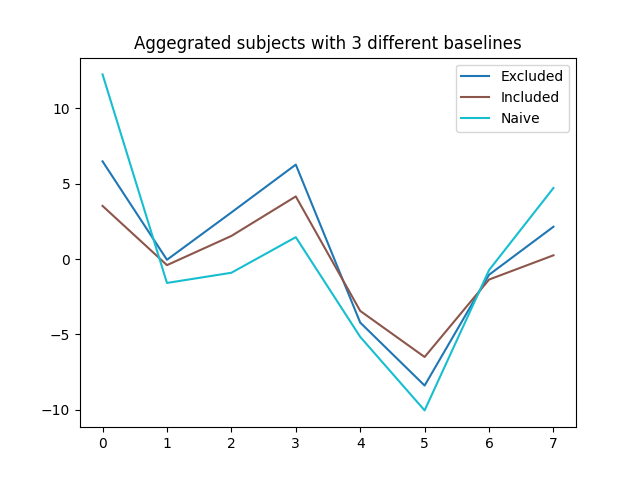 Aggegrated subjects with 3 different baselines
Excluded
Included
Naive
10
5
0
−5
−10
0 1 2 3 4 5 6 7